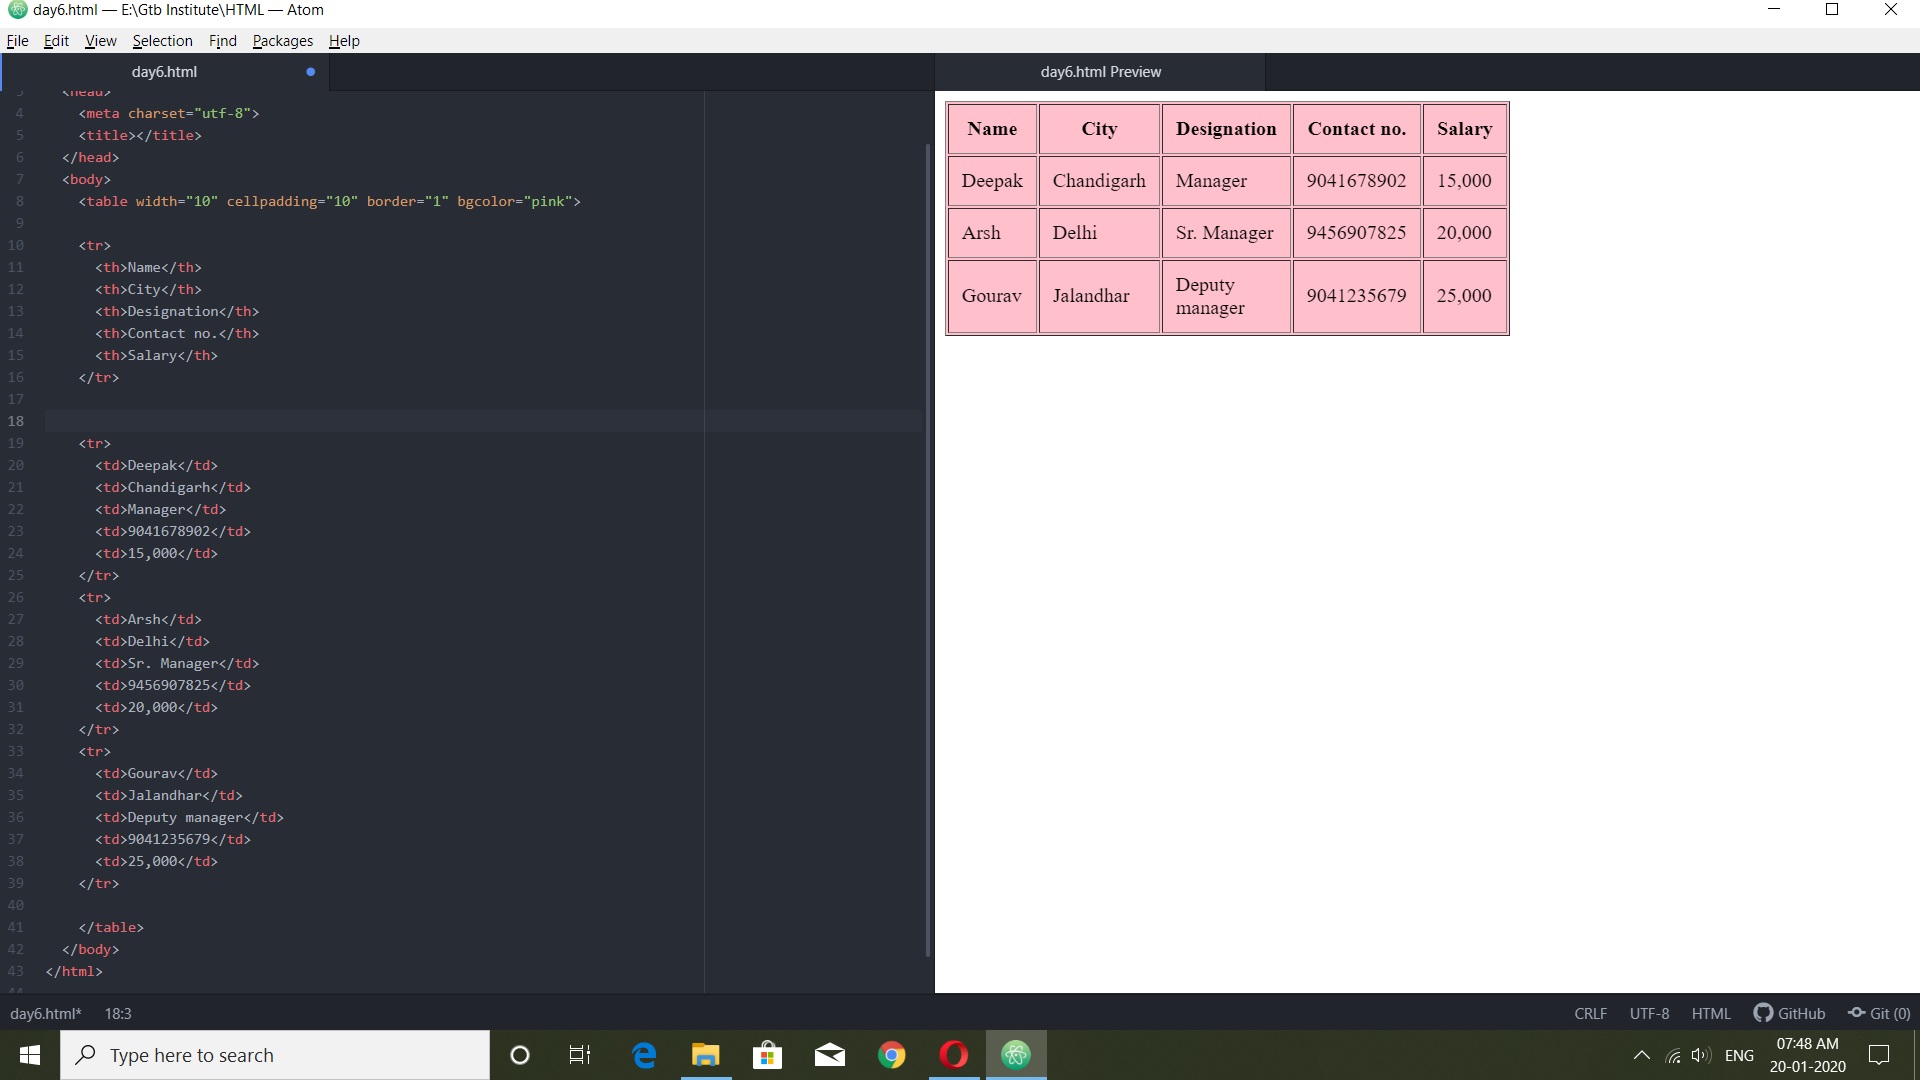 day6.html — E:\Gtb Institute\HTML — Atom
File Edit View Selection Find Packages Help
day6.html
day6.html Preview
3 <head>
4 <meta charset="utf-8">
5 <title></title>
6 </head>
7 <body>
8 <table width="10" cellpadding="10" border="1" bgcolor="pink">
9
10 <tr>
11 <th>Name</th>
12 <th>City</th>
13 <th>Designation</th>
14 <th>Contact no.</th>
15 <th>Salary</th>
16 </tr>
17
18
19 <tr>
20 <td>Deepak</td>
21 <td>Chandigarh</td>
22 <td>Manager</td>
23 <td>9041678902</td>
24 <td>15,000</td>
25 </tr>
26 <tr>
27 <td>Arsh</td>
28 <td>Delhi</td>
29 <td>Sr. Manager</td>
30 <td>9456907825</td>
31 <td>20,000</td>
32 </tr>
33 <tr>
34 <td>Gourav</td>
35 <td>Jalandhar</td>
36 <td>Deputy manager</td>
37 <td>9041235679</td>
38 <td>25,000</td>
39 </tr>
40
41 </table>
42 </body>
43 </html>
44
Name City Designation Contact no. Salary
Deepak Chandigarh Manager 9041678902 15,000
Arsh Delhi Sr. Manager 9456907825 20,000
Gourav Jalandhar Deputy manager 9041235679 25,000
day6.html* 18:3
CRLF UTF-8 HTML GitHub Git (0)
Type here to search
ENG
07:48 AM
20-01-2020